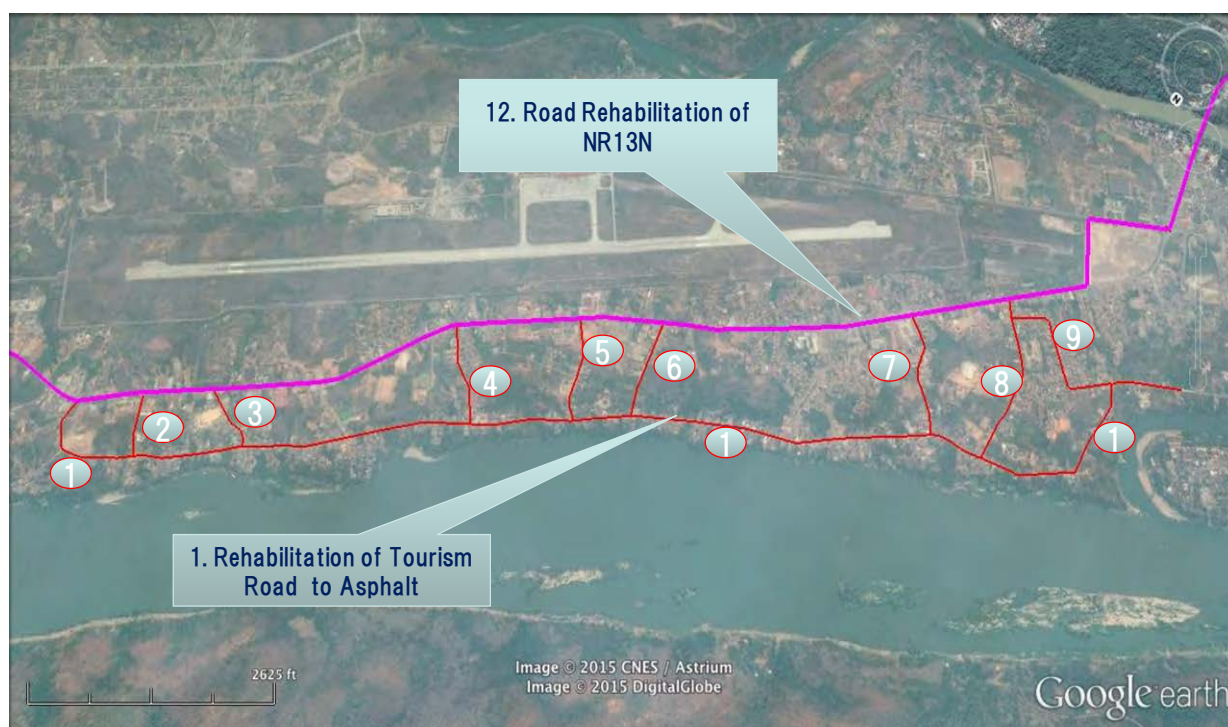 12. Road Rehabilitation of
NR13N
N
9
5
6
7
4
8
3
2
1
1
1
1. Rehabilitation of Tourism
Road to Asphalt
2625 ft
Image © 2015 CNES / Astrium
Image © 2015 DigitalGlobe
Google earth